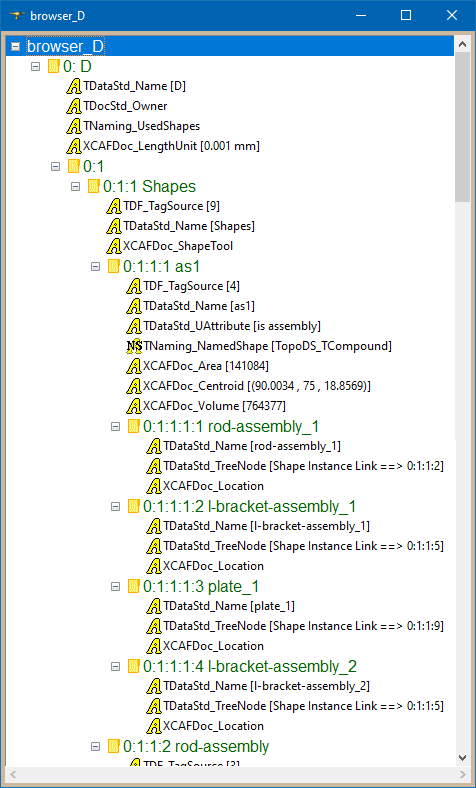 browser_D
browser_D
0: D
TDataStd_Name [D]
TDocStd_Owner
TNaming_UsedShapes
XCAFDoc_LengthUnit [0.001 mm]
0:1
0:1:1 Shapes
TDF_TagSource [9]
TDataStd_Name [Shapes]
XCAFDoc_ShapeTool
0:1:1:1 as1
TDF_TagSource [4]
TDataStd_Name [as1]
TDataStd_UAttribute [is assembly]
NS TNaming_NamedShape [TopoDS_TCompound]
XCAFDoc_Area [141084]
XCAFDoc_Centroid [(90.0034 , 75 , 18.8569)]
XCAFDoc_Volume [764377]
0:1:1:1:1 rod-assembly_1
TDataStd_Name [rod-assembly_1]
TDataStd_TreeNode [Shape Instance Link ==> 0:1:1:2]
XCAFDoc_Location
0:1:1:1:2 l-bracket-assembly_1
TDataStd_Name [l-bracket-assembly_1]
TDataStd_TreeNode [Shape Instance Link ==> 0:1:1:5]
XCAFDoc_Location
0:1:1:1:3 plate_1
TDataStd_Name [plate_1]
TDataStd_TreeNode [Shape Instance Link ==> 0:1:1:9]
XCAFDoc_Location
0:1:1:1:4 l-bracket-assembly_2
TDataStd_Name [l-bracket-assembly_2]
TDataStd_TreeNode [Shape Instance Link ==> 0:1:1:5]
XCAFDoc_Location
0:1:1:2 rod-assembly
TDF_TagSource [3]